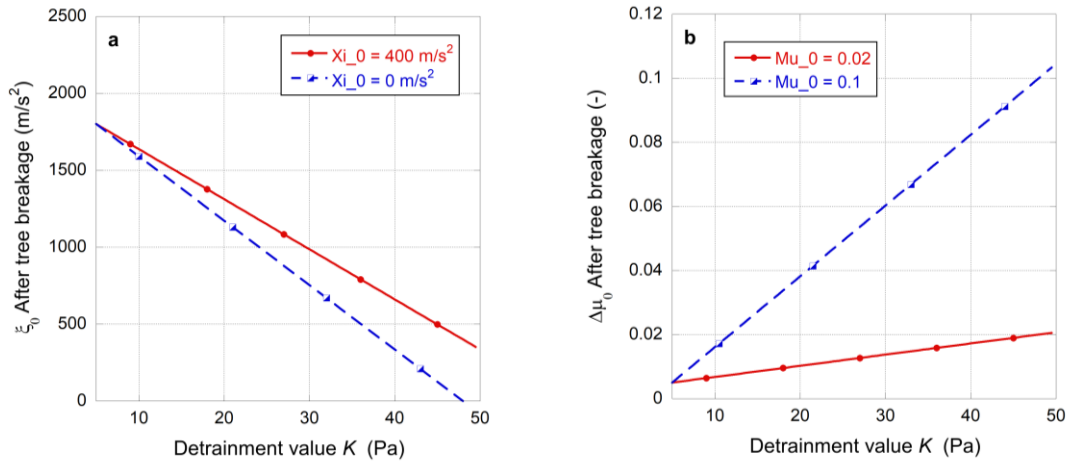 a
Xi_0 = 400 m/s²
Xi_0 = 0 m/s²
2500
2000
1500
1000
500
0
10
20
30
40
50
ξ₀ After tree breakage (m/s²)
Detrainment value K (Pa)
b
Mu_0 = 0.02
Mu_0 = 0.1
0.12
0.1
0.08
0.06
0.04
0.02
0
10
20
30
40
50
Δμ₀ After tree breakage (-)
Detrainment value K (Pa)